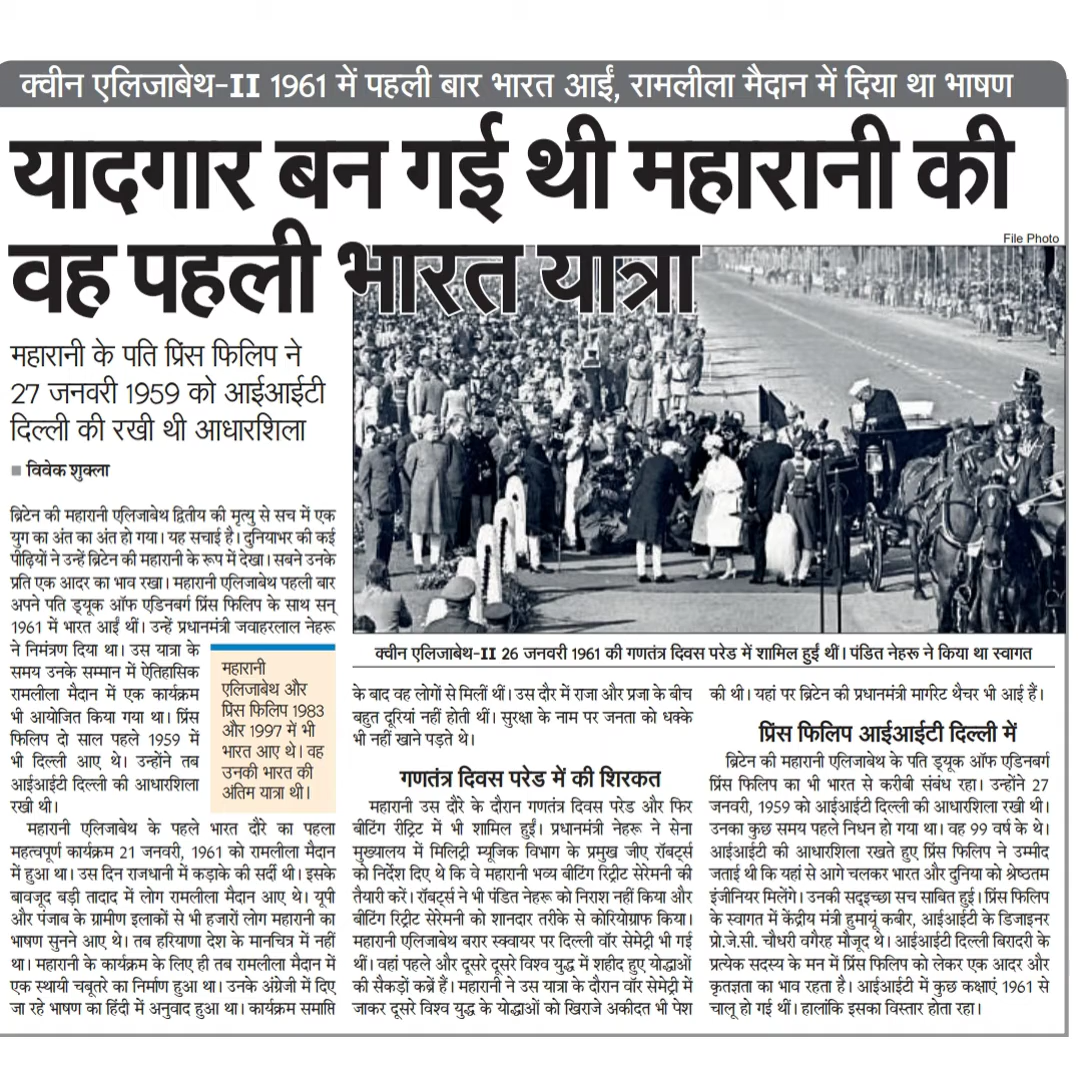 क्वीन एलिजाबेथ-II 1961 में पहली बार भारत आईं, रामलीला मैदान में दिया था भाषण
यादगार बन गई थी महारानी की
वह पहली भारत यात्रा
File Photo
महारानी के पति प्रिंस फिलिप ने
27 जनवरी 1959 को आईआईटी
दिल्ली की रखी थी आधारशिला
विवेक शुक्ला
ब्रिटेन की महारानी एलिजाबेथ द्वितीय की मृत्यु से सच में एक
युग का अंत का अंत हो गया। यह सचाई है। दुनियाभर की कई
पीढ़ियों ने उन्हें ब्रिटेन की महारानी के रूप में देखा। सबने उनके
प्रति एक आदर का भाव रखा। महारानी एलिजाबेथ पहली बार
अपने पति ड्यूक ऑफ एडिनबर्ग प्रिंस फिलिप के साथ सन्
1961 में भारत आईं थीं। उन्हें प्रधानमंत्री जवाहरलाल नेहरू
ने निमंत्रण दिया था। उस यात्रा के
समय उनके सम्मान में ऐतिहासिक
रामलीला मैदान में एक कार्यक्रम
भी आयोजित किया गया था। प्रिंस
फिलिप दो साल पहले 1959 में
भी दिल्ली आए थे। उन्होंने तब
आईआईटी दिल्ली की आधारशिला
रखी थी।
महारानी
एलिजाबेथ और
प्रिंस फिलिप 1983
और 1997 में भी
भारत आए थे। वह
उनकी भारत की
अंतिम यात्रा थी।
महारानी एलिजाबेथ के पहले भारत दौरे का पहला
महत्वपूर्ण कार्यक्रम 21 जनवरी, 1961 को रामलीला मैदान
में हुआ था। उस दिन राजधानी में कड़ाके की सर्दी थी। इसके
बावजूद बड़ी तादाद में लोग रामलीला मैदान आए थे। यूपी
और पंजाब के ग्रामीण इलाकों से भी हजारों लोग महारानी का
भाषण सुनने आए थे। तब हरियाणा देश के मानचित्र में नहीं
था। महारानी के कार्यक्रम के लिए ही तब रामलीला मैदान में
एक स्थायी चबूतरे का निर्माण हुआ था। उनके अंग्रेजी में दिए
जा रहे भाषण का हिंदी में अनुवाद हुआ था। कार्यक्रम समाप्ति
क्वीन एलिजाबेथ-II 26 जनवरी 1961 की गणतंत्र दिवस परेड में शामिल हुईं थीं। पंडित नेहरू ने किया था स्वागत
के बाद वह लोगों से मिलीं थीं। उस दौर में राजा और प्रजा के बीच
बहुत दूरियां नहीं होती थीं। सुरक्षा के नाम पर जनता को धक्के
भी नहीं खाने पड़ते थे।
गणतंत्र दिवस परेड में की शिरकत
महारानी उस दौरे के दौरान गणतंत्र दिवस परेड और फिर
बीटिंग रीट्रिट में भी शामिल हुईं। प्रधानमंत्री नेहरू ने सेना
मुख्यालय में मिलिट्री म्यूजिक विभाग के प्रमुख जीए रॉबर्ट्स
को निर्देश दिए थे कि वे महारानी भव्य बीटिंग रिट्रीट सेरेमनी की
तैयारी करें। रॉबर्ट्स ने भी पंडित नेहरू को निराश नहीं किया और
बीटिंग रिट्रीट सेरेमनी को शानदार तरीके से कोरियोग्राफ किया।
महारानी एलिजाबेथ बरार स्क्वायर पर दिल्ली वॉर सेमेट्री भी गई
थीं। वहां पहले और दूसरे दूसरे विश्व युद्ध में शहीद हुए योद्धाओं
की सैकड़ों कब्रें हैं। महारानी ने उस यात्रा के दौरान वॉर सेमेट्री में
जाकर दूसरे विश्व युद्ध के योद्धाओं को खिराजे अकीदत भी पेश
की थी। यहां पर ब्रिटेन की प्रधानमंत्री मागरिट थैचर भी आई हैं।
प्रिंस फिलिप आईआईटी दिल्ली में
ब्रिटेन की महारानी एलिजाबेथ के पति ड्यूक ऑफ एडिनबर्ग
प्रिंस फिलिप का भी भारत से करीबी संबंध रहा। उन्होंने 27
जनवरी, 1959 को आईआईटी दिल्ली की आधारशिला रखी थी।
उनका कुछ समय पहले निधन हो गया था। वह 99 वर्ष के थे।
आईआईटी की आधारशिला रखते हुए प्रिंस फिलिप ने उम्मीद
जताई थी कि यहां से आगे चलकर भारत और दुनिया को श्रेष्ठतम
इंजीनियर मिलेंगे। उनकी सद्इच्छा सच साबित हुई। प्रिंस फिलिप
के स्वागत में केंद्रिय मंत्री हुमायूं कबीर, आईआईटी के डिजाइनर
प्रो.जे.सी. चौधरी वगैरह मौजूद थे। आईआईटी दिल्ली बिरादरी के
प्रत्येक सदस्य के मन में प्रिंस फिलिप को लेकर एक आदर और
कृतज्ञता का भाव रहता है। आईआईटी में कुछ कक्षाएं 1961 से
चालू हो गई थीं। हालांकि इसका विस्तार होता रहा।